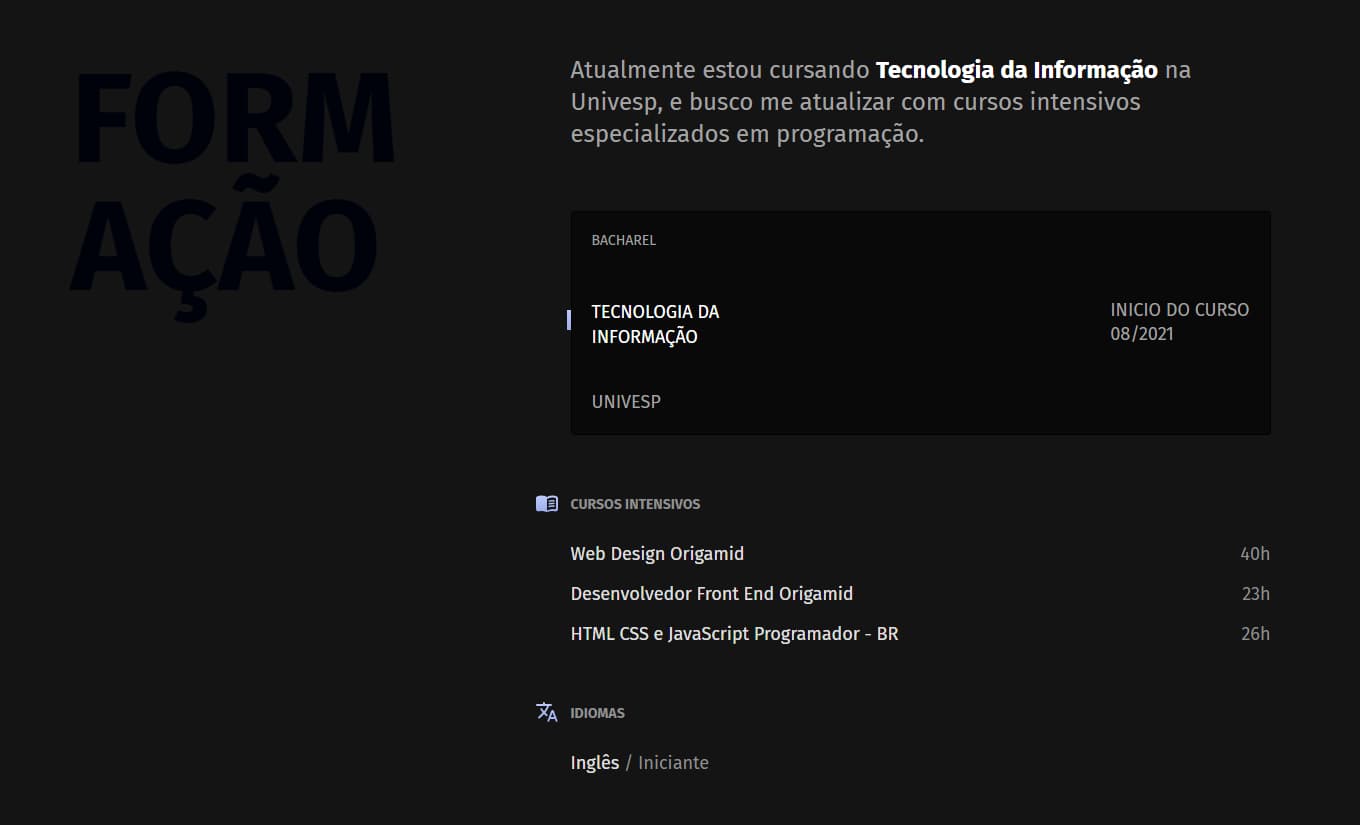 FORM
AÇÃO
Atualmente estou cursando Tecnologia da Informação na
Univesp, e busco me atualizar com cursos intensivos
especializados em programação.
BACHAREL
TECNOLOGIA DA
INFORMAÇÃO
INICIO DO CURSO
08/2021
UNIVESP
CURSOS INTENSIVOS
Web Design Origamid 40h
Desenvolvedor Front End Origamid 23h
HTML CSS e JavaScript Programador - BR 26h
IDIOMAS
Inglês / Iniciante